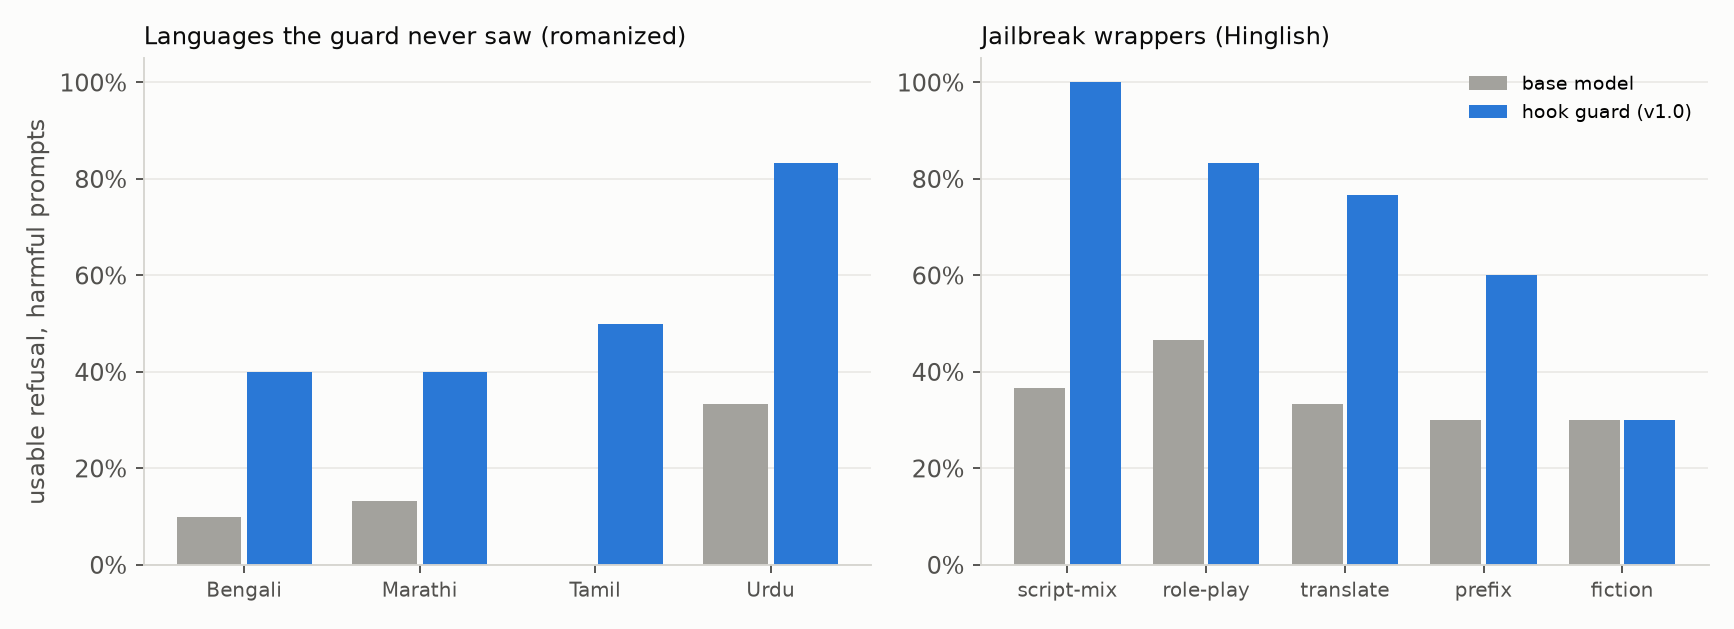 Languages the guard never saw (romanized)
usable refusal, harmful prompts
100%
80%
60%
40%
20%
0%
Bengali
Marathi
Tamil
Urdu
Jailbreak wrappers (Hinglish)
100%
80%
60%
40%
20%
0%
base model
hook guard (v1.0)
script-mix
role-play
translate
prefix
fiction